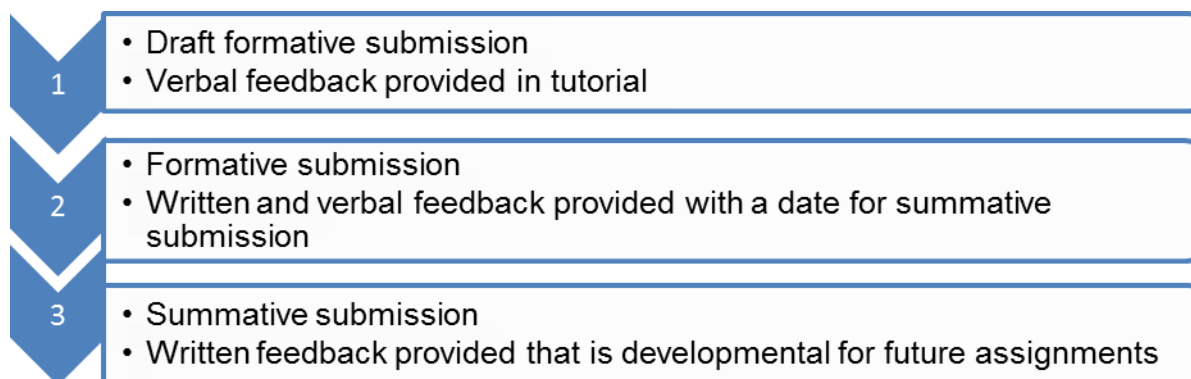 1
• Draft formative submission
• Verbal feedback provided in tutorial
2
• Formative submission
• Written and verbal feedback provided with a date for summative
submission
3
• Summative submission
• Written feedback provided that is developmental for future assignments